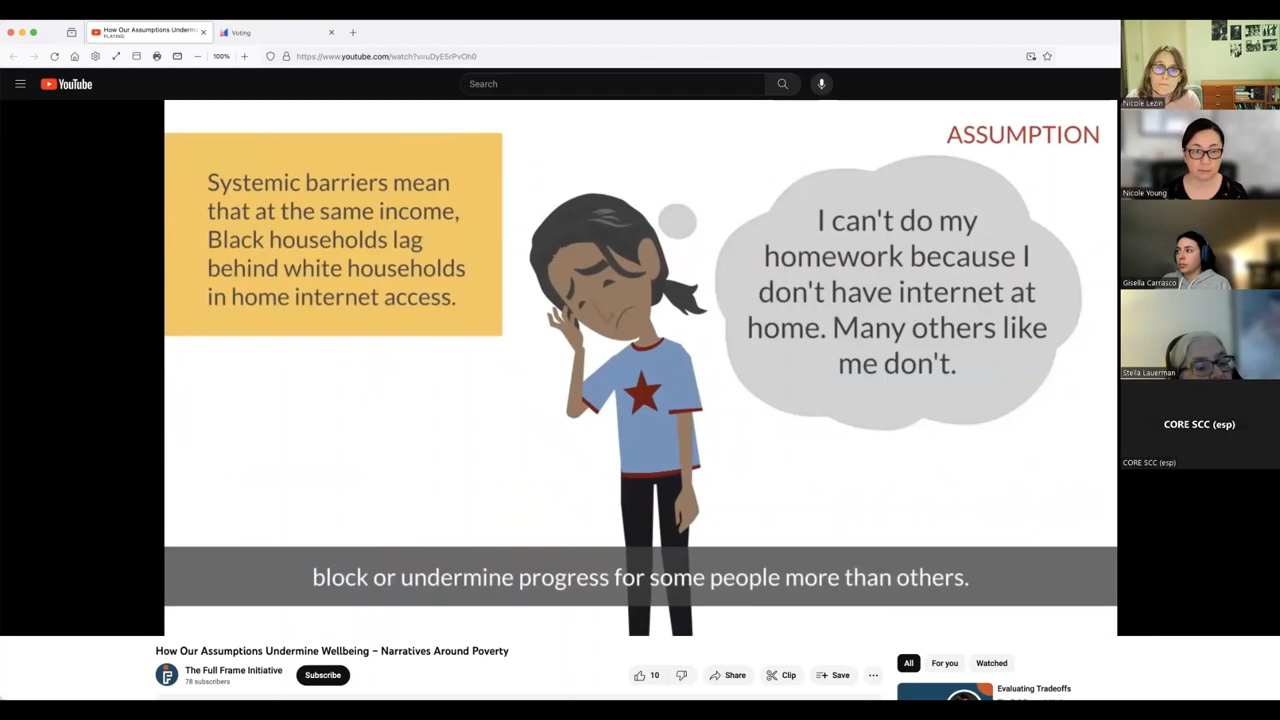 How Our Assumptions Underm
PLAYING
Voting
100%
https://www.youtube.com/watch?v=uDyE5rPvOh0
YouTube
Search
ASSUMPTION
Systemic barriers mean
that at the same income,
Black households lag
behind white households
in home internet access.
I can't do my
homework because I
don't have internet at
home. Many others like
me don't.
block or undermine progress for some people more than others.
How Our Assumptions Undermine Wellbeing – Narratives Around Poverty
The Full Frame Initiative
78 subscribers
Subscribe
10
Share
Clip
Save
All
For you
Watched
Evaluating Tradeoffs
Nicole Lezin
Nicole Young
Gisella Carrasco
Stella Lauerman
CORE SCC (esp)
CORE SCC (esp)